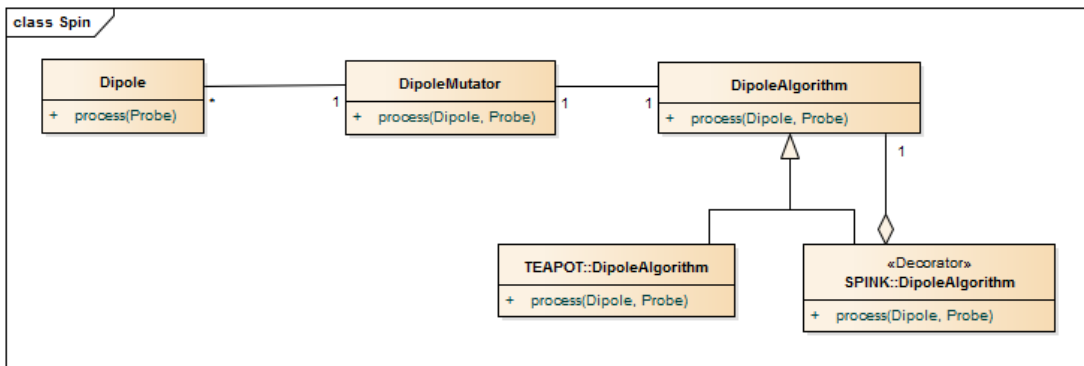 class Spin
Dipole
+ process(Probe)
*
1
DipoleMutator
+ process(Dipole, Probe)
1
1
DipoleAlgorithm
+ process(Dipole, Probe)
1
TEAPOT::DipoleAlgorithm
+ process(Dipole, Probe)
«Decorator»
SPINK::DipoleAlgorithm
+ process(Dipole, Probe)